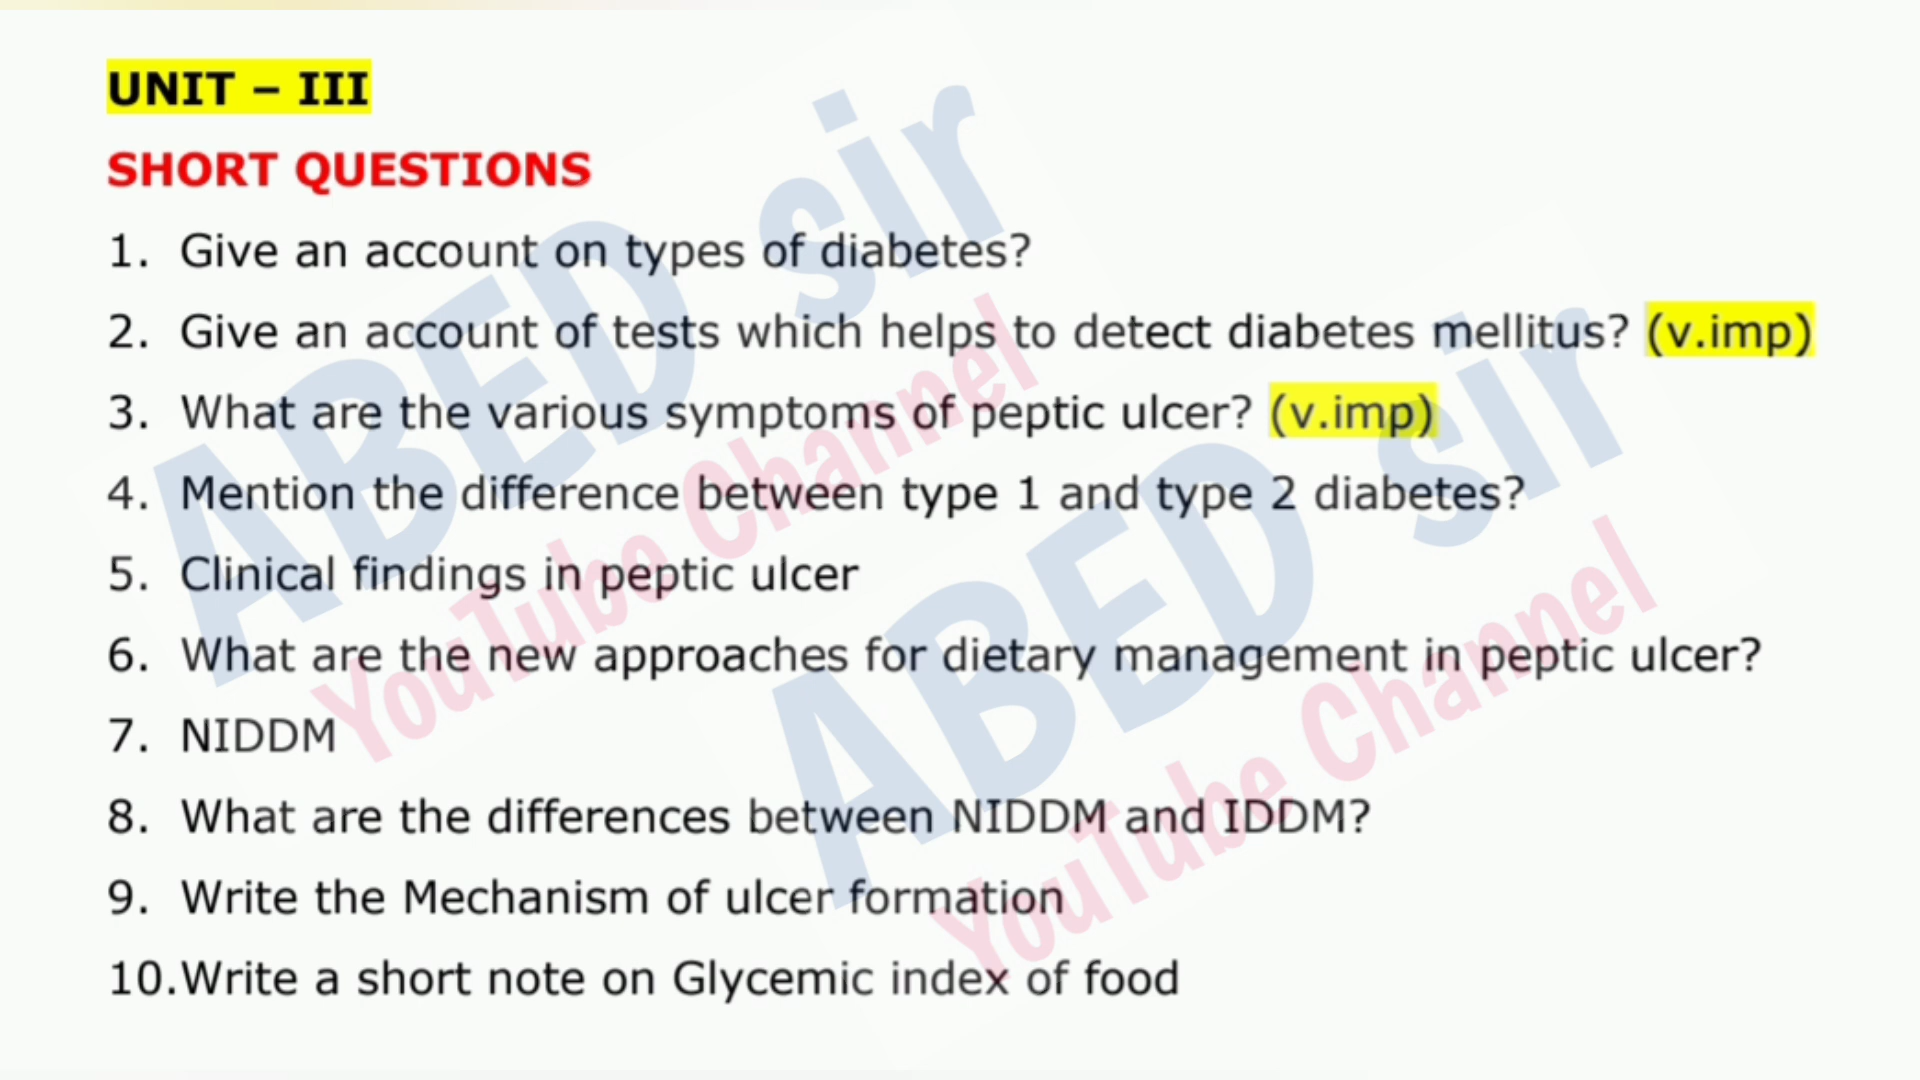 UNIT – III
SHORT QUESTIONS
1. Give an account on types of diabetes?
2. Give an account of tests which helps to detect diabetes mellitus? (v.imp)
3. What are the various symptoms of peptic ulcer? (v.imp)
4. Mention the difference between type 1 and type 2 diabetes?
5. Clinical findings in peptic ulcer
6. What are the new approaches for dietary management in peptic ulcer?
7. NIDDM
8. What are the differences between NIDDM and IDDM?
9. Write the Mechanism of ulcer formation
10.Write a short note on Glycemic index of food
ABED sir
YouTube Channel
ABED sir
YouTube Channel